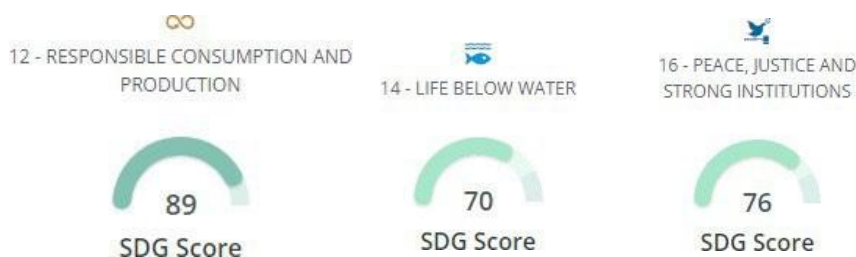 12 - RESPONSIBLE CONSUMPTION AND
PRODUCTION
89
SDG Score
14 - LIFE BELOW WATER
70
SDG Score
16 - PEACE, JUSTICE AND
STRONG INSTITUTIONS
76
SDG Score